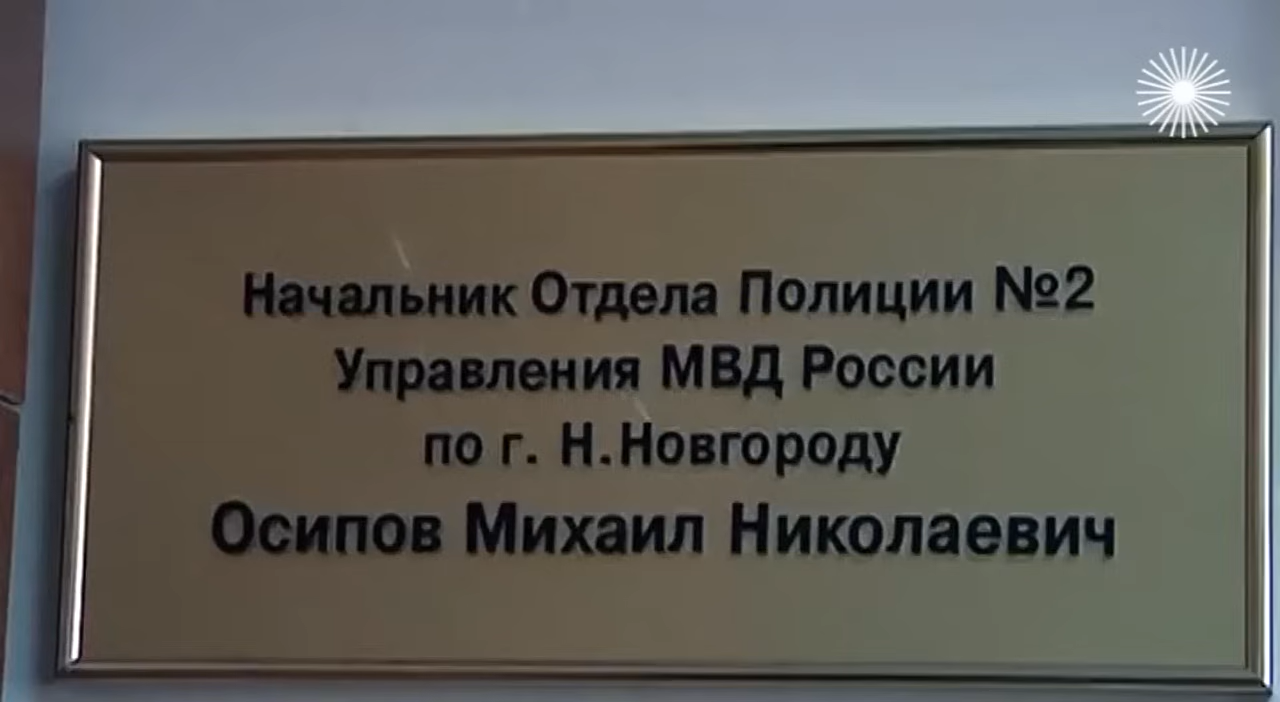 Начальник Отдела Полиции №2
Управления МВД России
по г. Н.Новгороду
Осипов Михаил Николаевич